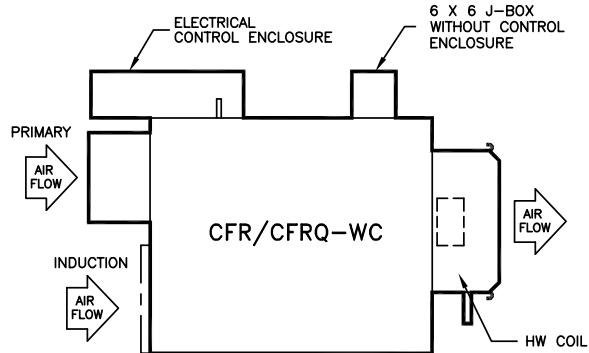 ELECTRICAL
CONTROL ENCLOSURE
6 X 6 J-BOX
WITHOUT CONTROL
ENCLOSURE
PRIMARY
AIR
FLOW
CFR/CFRQ-WC
AIR
FLOW
INDUCTION
AIR
FLOW
HW COIL